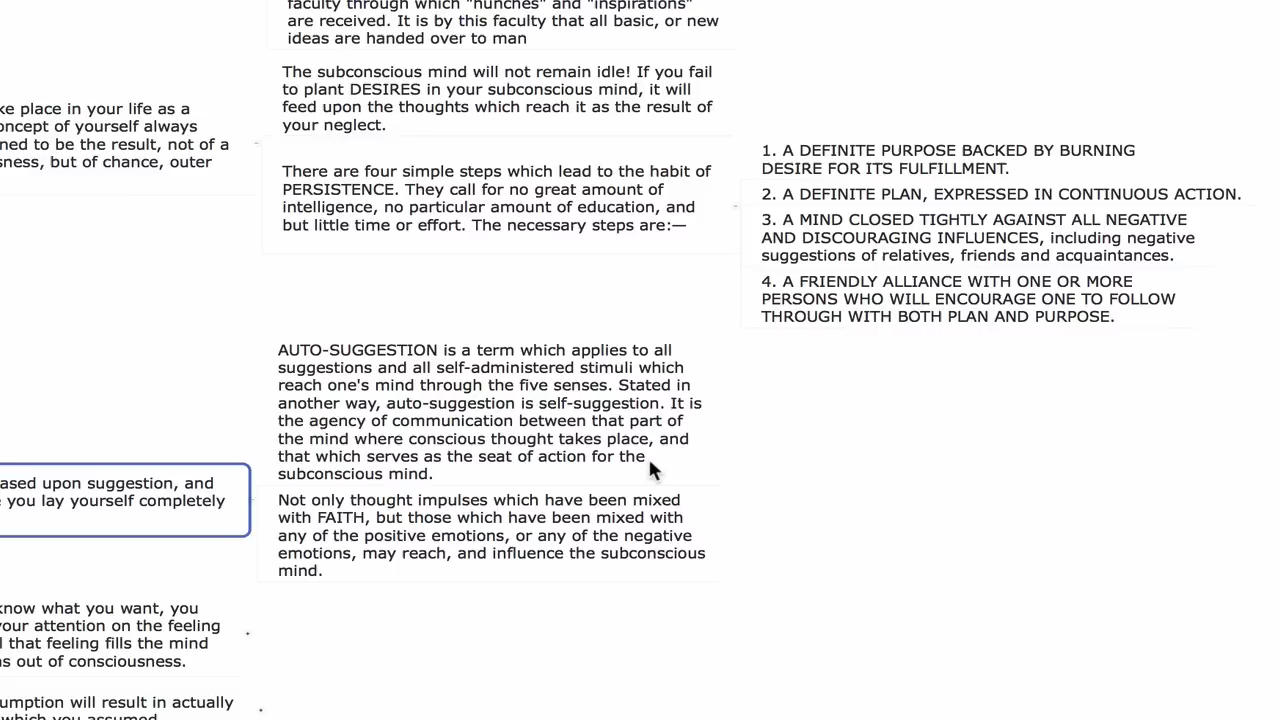 faculty through which "hunches" and "inspirations"
are received. It is by this faculty that all basic, or new
ideas are handed over to man
The subconscious mind will not remain idle! If you fail
to plant DESIRES in your subconscious mind, it will
feed upon the thoughts which reach it as the result of
your neglect.
ke place in your life as a
oncept of yourself always
ned to be the result, not of a
sness, but of chance, outer
There are four simple steps which lead to the habit of
PERSISTENCE. They call for no great amount of
intelligence, no particular amount of education, and
but little time or effort. The necessary steps are:—
1. A DEFINITE PURPOSE BACKED BY BURNING
DESIRE FOR ITS FULFILLMENT.
2. A DEFINITE PLAN, EXPRESSED IN CONTINUOUS ACTION.
3. A MIND CLOSED TIGHTLY AGAINST ALL NEGATIVE
AND DISCOURAGING INFLUENCES, including negative
suggestions of relatives, friends and acquaintances.
4. A FRIENDLY ALLIANCE WITH ONE OR MORE
PERSONS WHO WILL ENCOURAGE ONE TO FOLLOW
THROUGH WITH BOTH PLAN AND PURPOSE.
AUTO-SUGGESTION is a term which applies to all
suggestions and all self-administered stimuli which
reach one's mind through the five senses. Stated in
another way, auto-suggestion is self-suggestion. It is
the agency of communication between that part of
the mind where conscious thought takes place, and
that which serves as the seat of action for the
subconscious mind.
ased upon suggestion, and
e you lay yourself completely
Not only thought impulses which have been mixed
with FAITH, but those which have been mixed with
any of the positive emotions, or any of the negative
emotions, may reach, and influence the subconscious
mind.
know what you want, you
your attention on the feeling
l that feeling fills the mind
as out of consciousness.
umption will result in actually
which you assumed